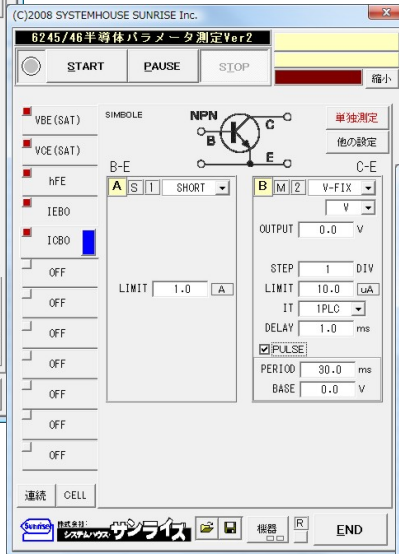 (C)2008 SYSTEMHOUSE SUNRISE Inc.
6245/46半導体パラメータ測定Ver2
START PAUSE STOP
縮小
VBE(SAT)
VCE(SAT)
hFE
IEBO
ICBO
OFF
OFF
OFF
OFF
OFF
OFF
OFF
連続 CELL
SIMBOLE NPN
B C E
単独測定
他の設定
B-E
A S 1 SHORT
LIMIT 1.0 A
C-E
B M 2 V-FIX
V
OUTPUT 0.0 V
STEP 1 DIV
LIMIT 10.0 uA
IT 1PLC
DELAY 1.0 ms
PULSE
PERIOD 30.0 ms
BASE 0.0 V
Sunrise 株式会社 システムハウス サンライズ
機器 R END